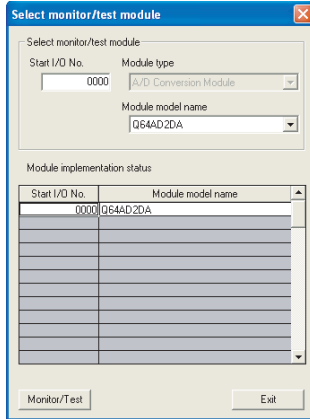 Select monitor/test module
Select monitor/test module
Start I/O No. Module type
0000 A/D Conversion Module
Module model name
Q64AD2DA
Module implementation status
Start I/O No. Module model name
0000 Q64AD2DA
Monitor/Test Exit